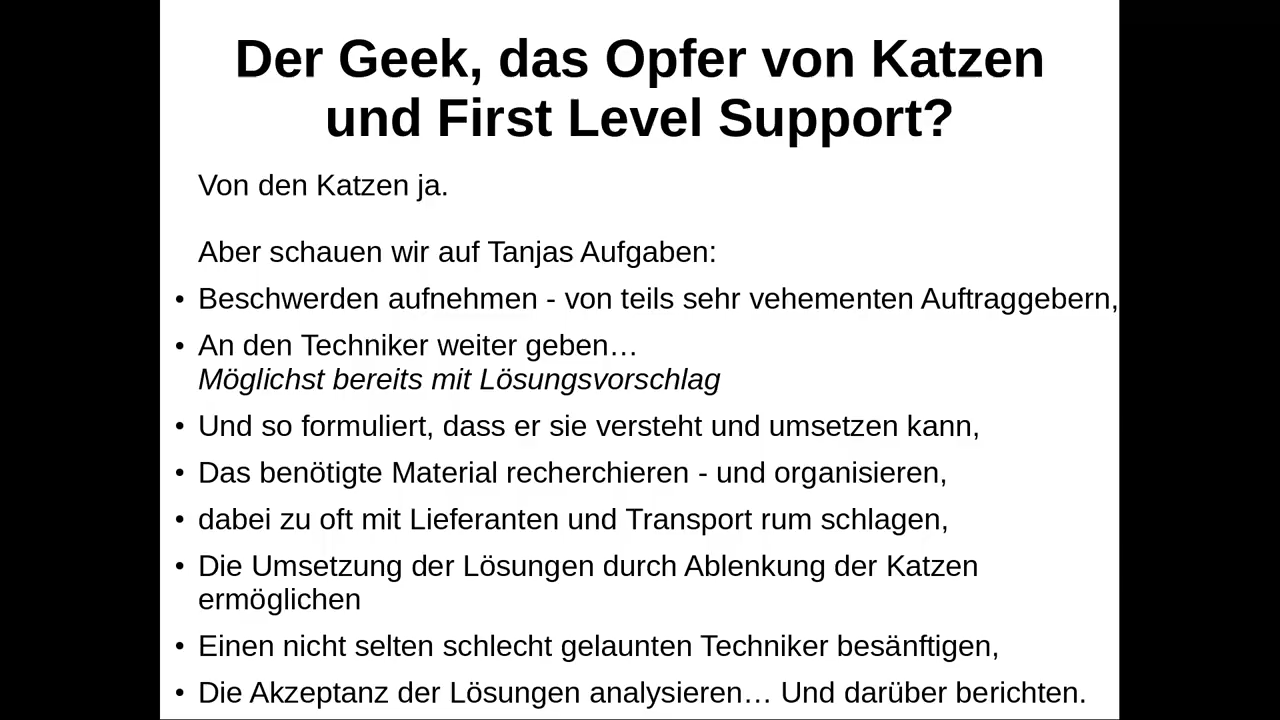 Der Geek, das Opfer von Katzen
und First Level Support?
Von den Katzen ja.
Aber schauen wir auf Tanjas Aufgaben:
• Beschwerden aufnehmen - von teils sehr vehementen Auftraggebern,
• An den Techniker weiter geben…
Möglichst bereits mit Lösungsvorschlag
• Und so formuliert, dass er sie versteht und umsetzen kann,
• Das benötigte Material recherchieren - und organisieren,
• dabei zu oft mit Lieferanten und Transport rum schlagen,
• Die Umsetzung der Lösungen durch Ablenkung der Katzen
ermöglichen
• Einen nicht selten schlecht gelaunten Techniker besänftigen,
• Die Akzeptanz der Lösungen analysieren… Und darüber berichten.